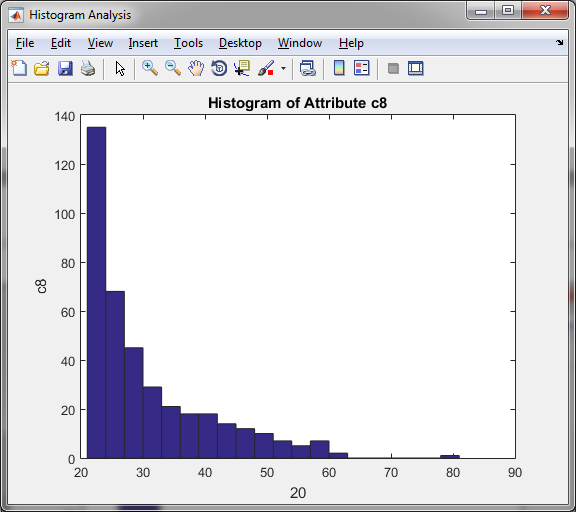 Histogram Analysis
File Edit View Insert Tools Desktop Window Help
Histogram of Attribute c8
140
120
100
80
60
40
20
0
c8
20 30 40 50 60 70 80 90
20